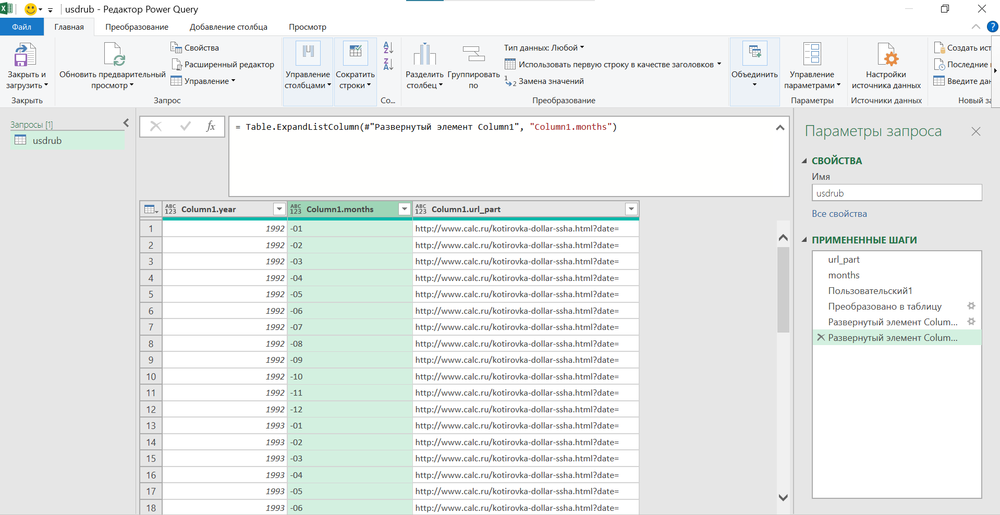 usdrub - Редактор Power Query
Файл
Главная
Преобразование
Добавление столбца
Просмотр
?
Закрыть и
загрузить
Закрыть
Обновить предварительный
просмотр
Свойства
Расширенный редактор
Управление
Запрос
Управление
столбцами
Сократить
строки
Со...
Разделить
столбец
Группировать
по
Тип данных: Любой
Использовать первую строку в качестве заголовков
Замена значений
Преобразование
Объединить
Управление
параметрами
Параметры
Настройки
источника данных
Источники данных
Создать ист
Последние
Введите дан
Новый за
Запросы [1]
usdrub
fx
= Table.ExpandListColumn(#"Развернутый элемент Column1", "Column1.months")
ABC 123 Column1.year ABC 123 Column1.months ABC 123 Column1.url_part
1 1992 -01 http://www.calc.ru/kotirovka-dollar-ssha.html?date=
2 1992 -02 http://www.calc.ru/kotirovka-dollar-ssha.html?date=
3 1992 -03 http://www.calc.ru/kotirovka-dollar-ssha.html?date=
4 1992 -04 http://www.calc.ru/kotirovka-dollar-ssha.html?date=
5 1992 -05 http://www.calc.ru/kotirovka-dollar-ssha.html?date=
6 1992 -06 http://www.calc.ru/kotirovka-dollar-ssha.html?date=
7 1992 -07 http://www.calc.ru/kotirovka-dollar-ssha.html?date=
8 1992 -08 http://www.calc.ru/kotirovka-dollar-ssha.html?date=
9 1992 -09 http://www.calc.ru/kotirovka-dollar-ssha.html?date=
10 1992 -10 http://www.calc.ru/kotirovka-dollar-ssha.html?date=
11 1992 -11 http://www.calc.ru/kotirovka-dollar-ssha.html?date=
12 1992 -12 http://www.calc.ru/kotirovka-dollar-ssha.html?date=
13 1993 -01 http://www.calc.ru/kotirovka-dollar-ssha.html?date=
14 1993 -02 http://www.calc.ru/kotirovka-dollar-ssha.html?date=
15 1993 -03 http://www.calc.ru/kotirovka-dollar-ssha.html?date=
16 1993 -04 http://www.calc.ru/kotirovka-dollar-ssha.html?date=
17 1993 -05 http://www.calc.ru/kotirovka-dollar-ssha.html?date=
18 1993 -06 http://www.calc.ru/kotirovka-dollar-ssha.html?date=
Параметры запроса
СВОЙСТВА
Имя
usdrub
Все свойства
ПРИМЕНЕННЫЕ ШАГИ
url_part
months
Пользовательский1
Преобразовано в таблицу
Развернутый элемент Colum...
Развернутый элемент Colum...